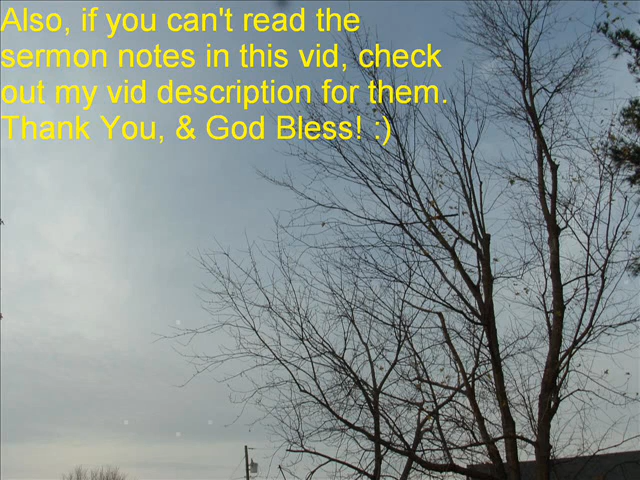 Also, if you can't read the
sermon notes in this vid, check
out my vid description for them.
Thank You, & God Bless! :)